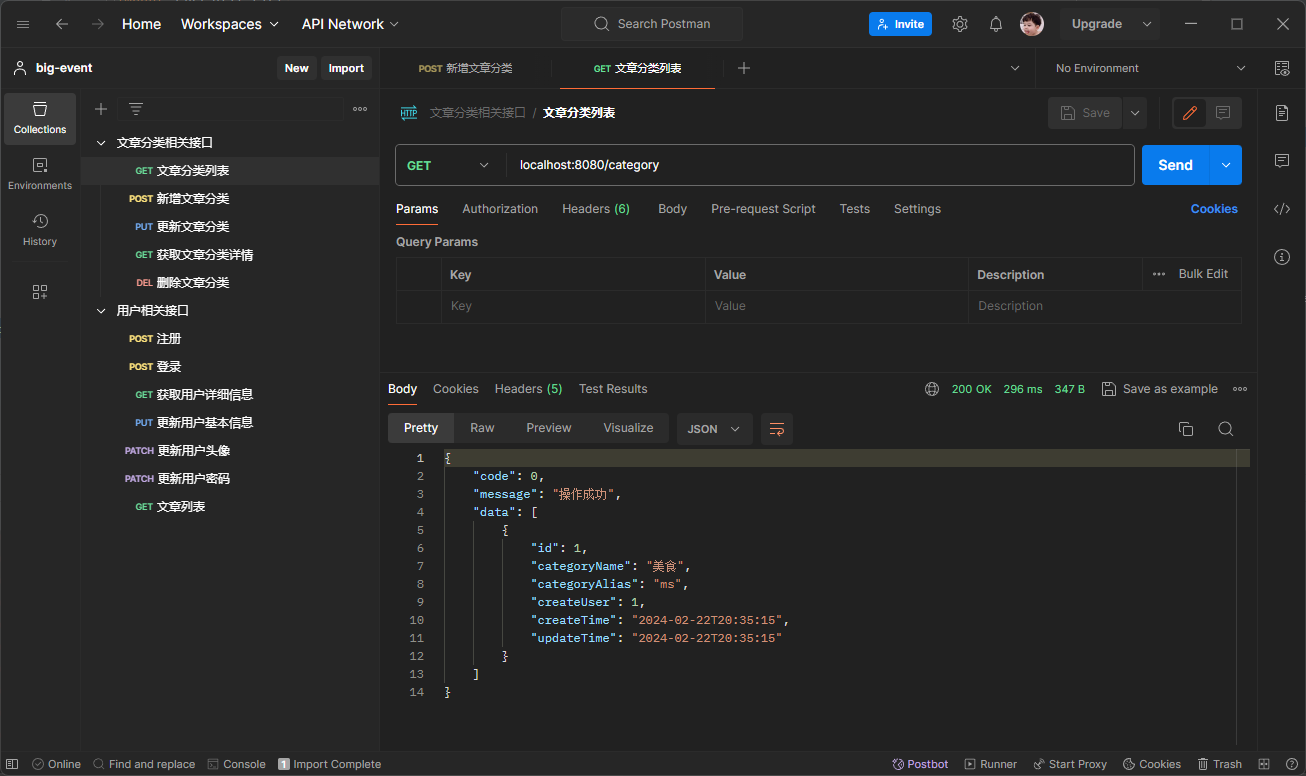 Home Workspaces API Network Search Postman Invite Upgrade
big-event New Import POST 新增文章分类 GET 文章分类列表 No Environment
Collections
Environments
History
文章分类相关接口
GET 文章分类列表
POST 新增文章分类
PUT 更新文章分类
GET 获取文章分类详情
DEL 删除文章分类
用户相关接口
POST 注册
POST 登录
GET 获取用户详细信息
PUT 更新用户基本信息
PATCH 更新用户头像
PATCH 更新用户密码
GET 文章列表
HTTP 文章分类相关接口 / 文章分类列表 Save
GET localhost:8080/category Send
Params Authorization Headers (6) Body Pre-request Script Tests Settings Cookies
Query Params
Key Value Description Bulk Edit
Key Value Description
Body Cookies Headers (5) Test Results 200 OK 296 ms 347 B Save as example
Pretty Raw Preview Visualize JSON
1 {
2 "code": 0,
3 "message": "操作成功",
4 "data": [
5 {
6 "id": 1,
7 "categoryName": "美食",
8 "categoryAlias": "ms",
9 "createUser": 1,
10 "createTime": "2024-02-22T20:35:15",
11 "updateTime": "2024-02-22T20:35:15"
12 }
13 ]
14 }
Online Find and replace Console 1 Import Complete Postbot Runner Start Proxy Cookies Trash